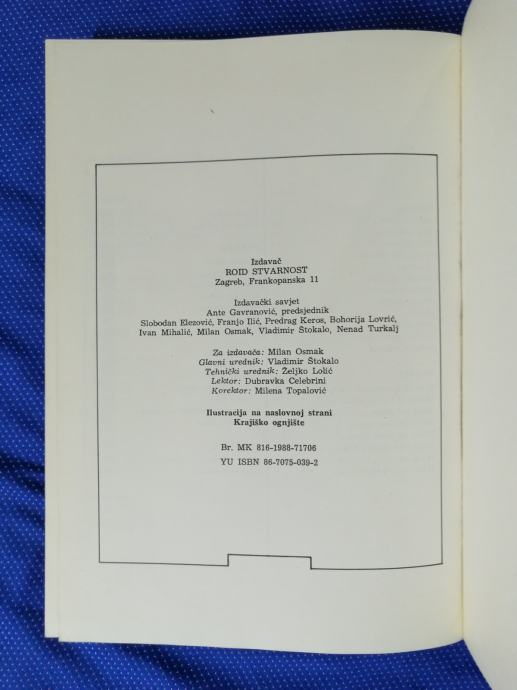 Izdavač
ROID STVARNOST
Zagreb, Frankopanska 11
Izdavački savjet
Ante Gavranović, predsjednik
Slobodan Elezović, Franjo Ilić, Predrag Keros, Bohorija Lovrić,
Ivan Mihalić, Milan Osmak, Vladimir Štokalo, Nenad Turkalj
Za izdavača: Milan Osmak
Glavni urednik: Vladimir Štokalo
Tehnički urednik: Željko Lolić
Lektor: Dubravka Celebrini
Korektor: Milena Topalović
Ilustracija na naslovnoj strani
Krajiško ognjište
Br. MK 816-1988-71706
YU ISBN 86-7075-039-2